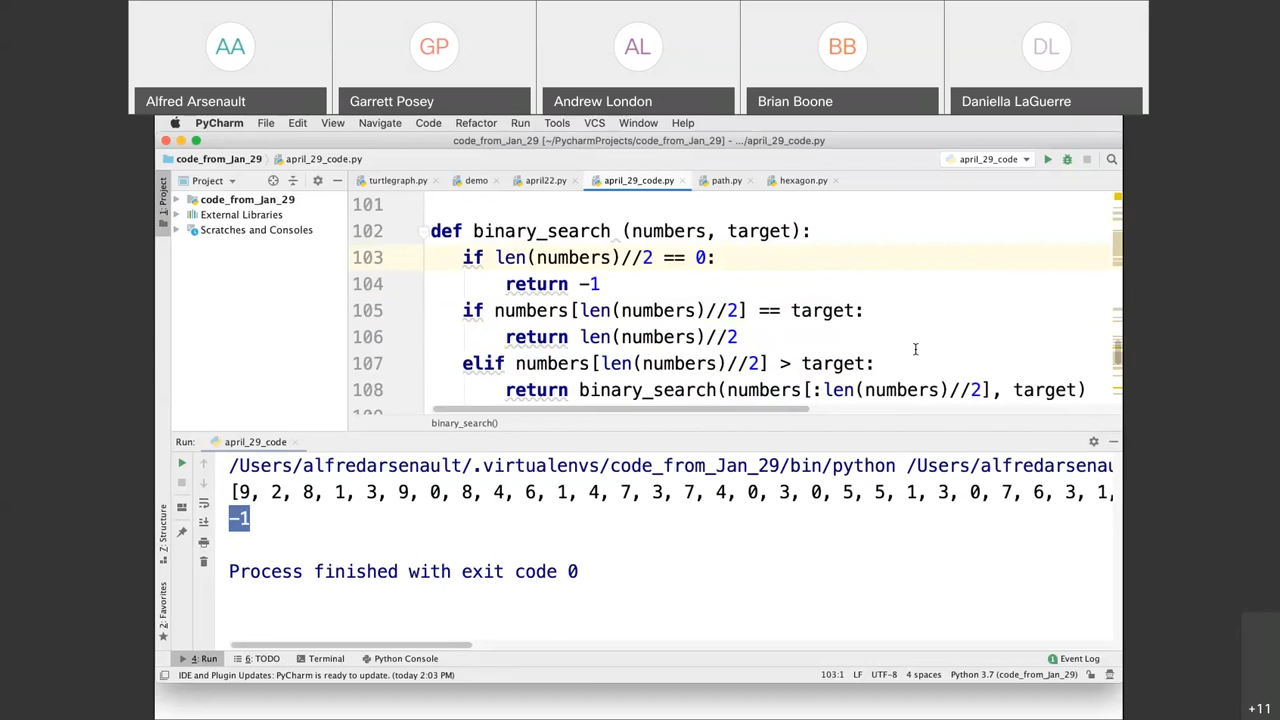 AA GP AL BB DL
Alfred Arsenault Garrett Posey Andrew London Brian Boone Daniella LaGuerre
PyCharm File Edit View Navigate Code Refactor Run Tools VCS Window Help
code_from_Jan_29 [~/PycharmProjects/code_from_Jan_29] - .../april_29_code.py
code_from_Jan_29 april_29_code.py april_29_code
1: Project
Project turtlegraph.py demo april22.py april_29_code.py path.py hexagon.py
code_from_Jan_29
External Libraries
Scratches and Consoles
101
102 def binary_search (numbers, target):
103 if len(numbers)//2 == 0:
104 return -1
105 if numbers[len(numbers)//2] == target:
106 return len(numbers)//2
107 elif numbers[len(numbers)//2] > target:
108 return binary_search(numbers[:len(numbers)//2], target)
109
binary_search()
Run: april_29_code
/Users/alfredarsenault/.virtualenvs/code_from_Jan_29/bin/python /Users/alfredarsenau
[9, 2, 8, 1, 3, 9, 0, 8, 4, 6, 1, 4, 7, 3, 7, 4, 0, 3, 0, 5, 5, 1, 3, 0, 7, 6, 3, 1,
-1
Process finished with exit code 0
7: Structure
2: Favorites
4: Run 6: TODO Terminal Python Console 1 Event Log
IDE and Plugin Updates: PyCharm is ready to update. (today 2:03 PM) 103:1 LF UTF-8 4 spaces Python 3.7 (code_from_Jan_29)
+11